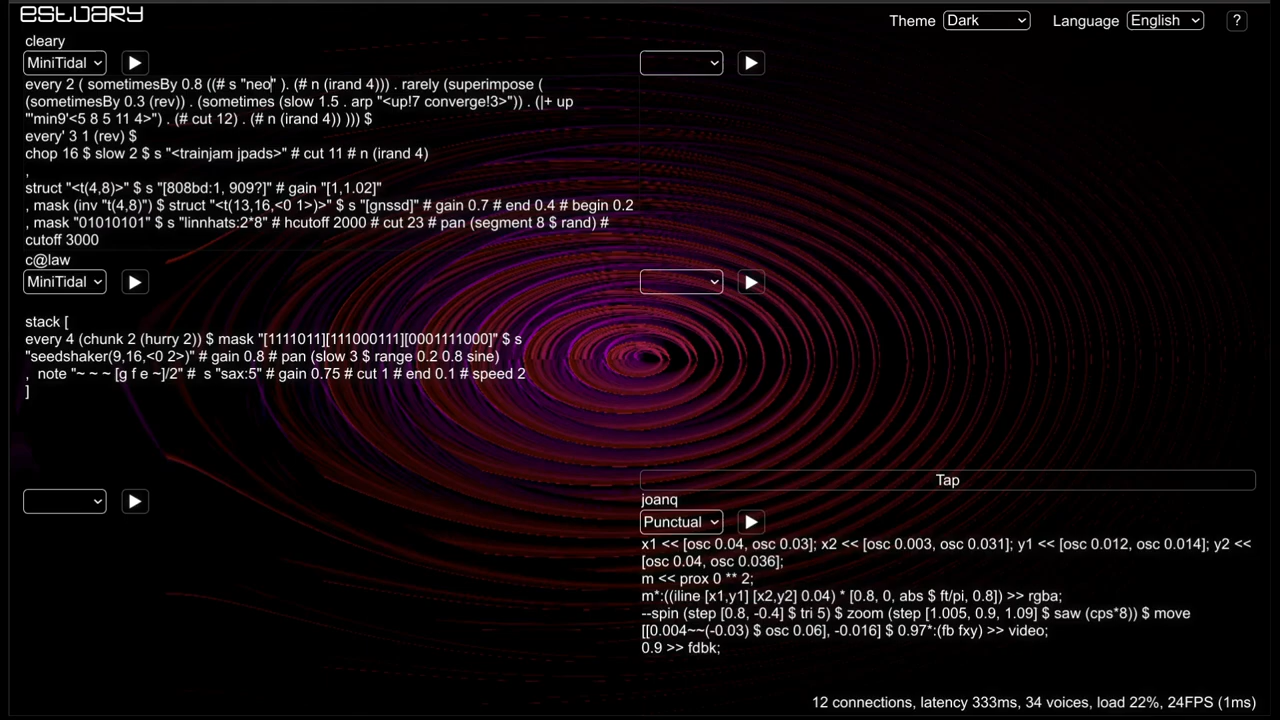 estuary
Theme Dark Language English ?
cleary
MiniTidal
every 2 ( sometimesBy 0.8 ((# s "neo" ). (# n (irand 4))) . rarely (superimpose (
(sometimesBy 0.3 (rev)) . (sometimes (slow 1.5 . arp "<up!7 converge!3>")) . (|+ up
"'min9'<5 8 5 11 4>") . (# cut 12) . (# n (irand 4)) ))) $
every' 3 1 (rev) $
chop 16 $ slow 2 $ s "<trainjam jpads>" # cut 11 # n (irand 4)
,
struct "<t(4,8)>" $ s "[808bd:1, 909?]" # gain "[1,1.02]"
, mask (inv "t(4,8)") $ struct "<t(13,16,<0 1>)>" $ s "[gnssd]" # gain 0.7 # end 0.4 # begin 0.2
, mask "01010101" $ s "linnhats:2*8" # hcutoff 2000 # cut 23 # pan (segment 8 $ rand) #
cutoff 3000
c@law
MiniTidal
stack [
every 4 (chunk 2 (hurry 2)) $ mask "[1111011][111000111][0001111000]" $ s
"seedshaker(9,16,<0 2>)" # gain 0.8 # pan (slow 3 $ range 0.2 0.8 sine)
, note "~ ~ ~ [g f e ~]/2" # s "sax:5" # gain 0.75 # cut 1 # end 0.1 # speed 2
]
Tap
joanq
Punctual
x1 << [osc 0.04, osc 0.03]; x2 << [osc 0.003, osc 0.031]; y1 << [osc 0.012, osc 0.014]; y2 <<
[osc 0.04, osc 0.036];
m << prox 0 ** 2;
m*:((iline [x1,y1] [x2,y2] 0.04) * [0.8, 0, abs $ ft/pi, 0.8]) >> rgba;
--spin (step [0.8, -0.4] $ tri 5) $ zoom (step [1.005, 0.9, 1.09] $ saw (cps*8)) $ move
[[0.004~~(-0.03) $ osc 0.06], -0.016] $ 0.97*:(fb fxy) >> video;
0.9 >> fdbk;
12 connections, latency 333ms, 34 voices, load 22%, 24FPS (1ms)